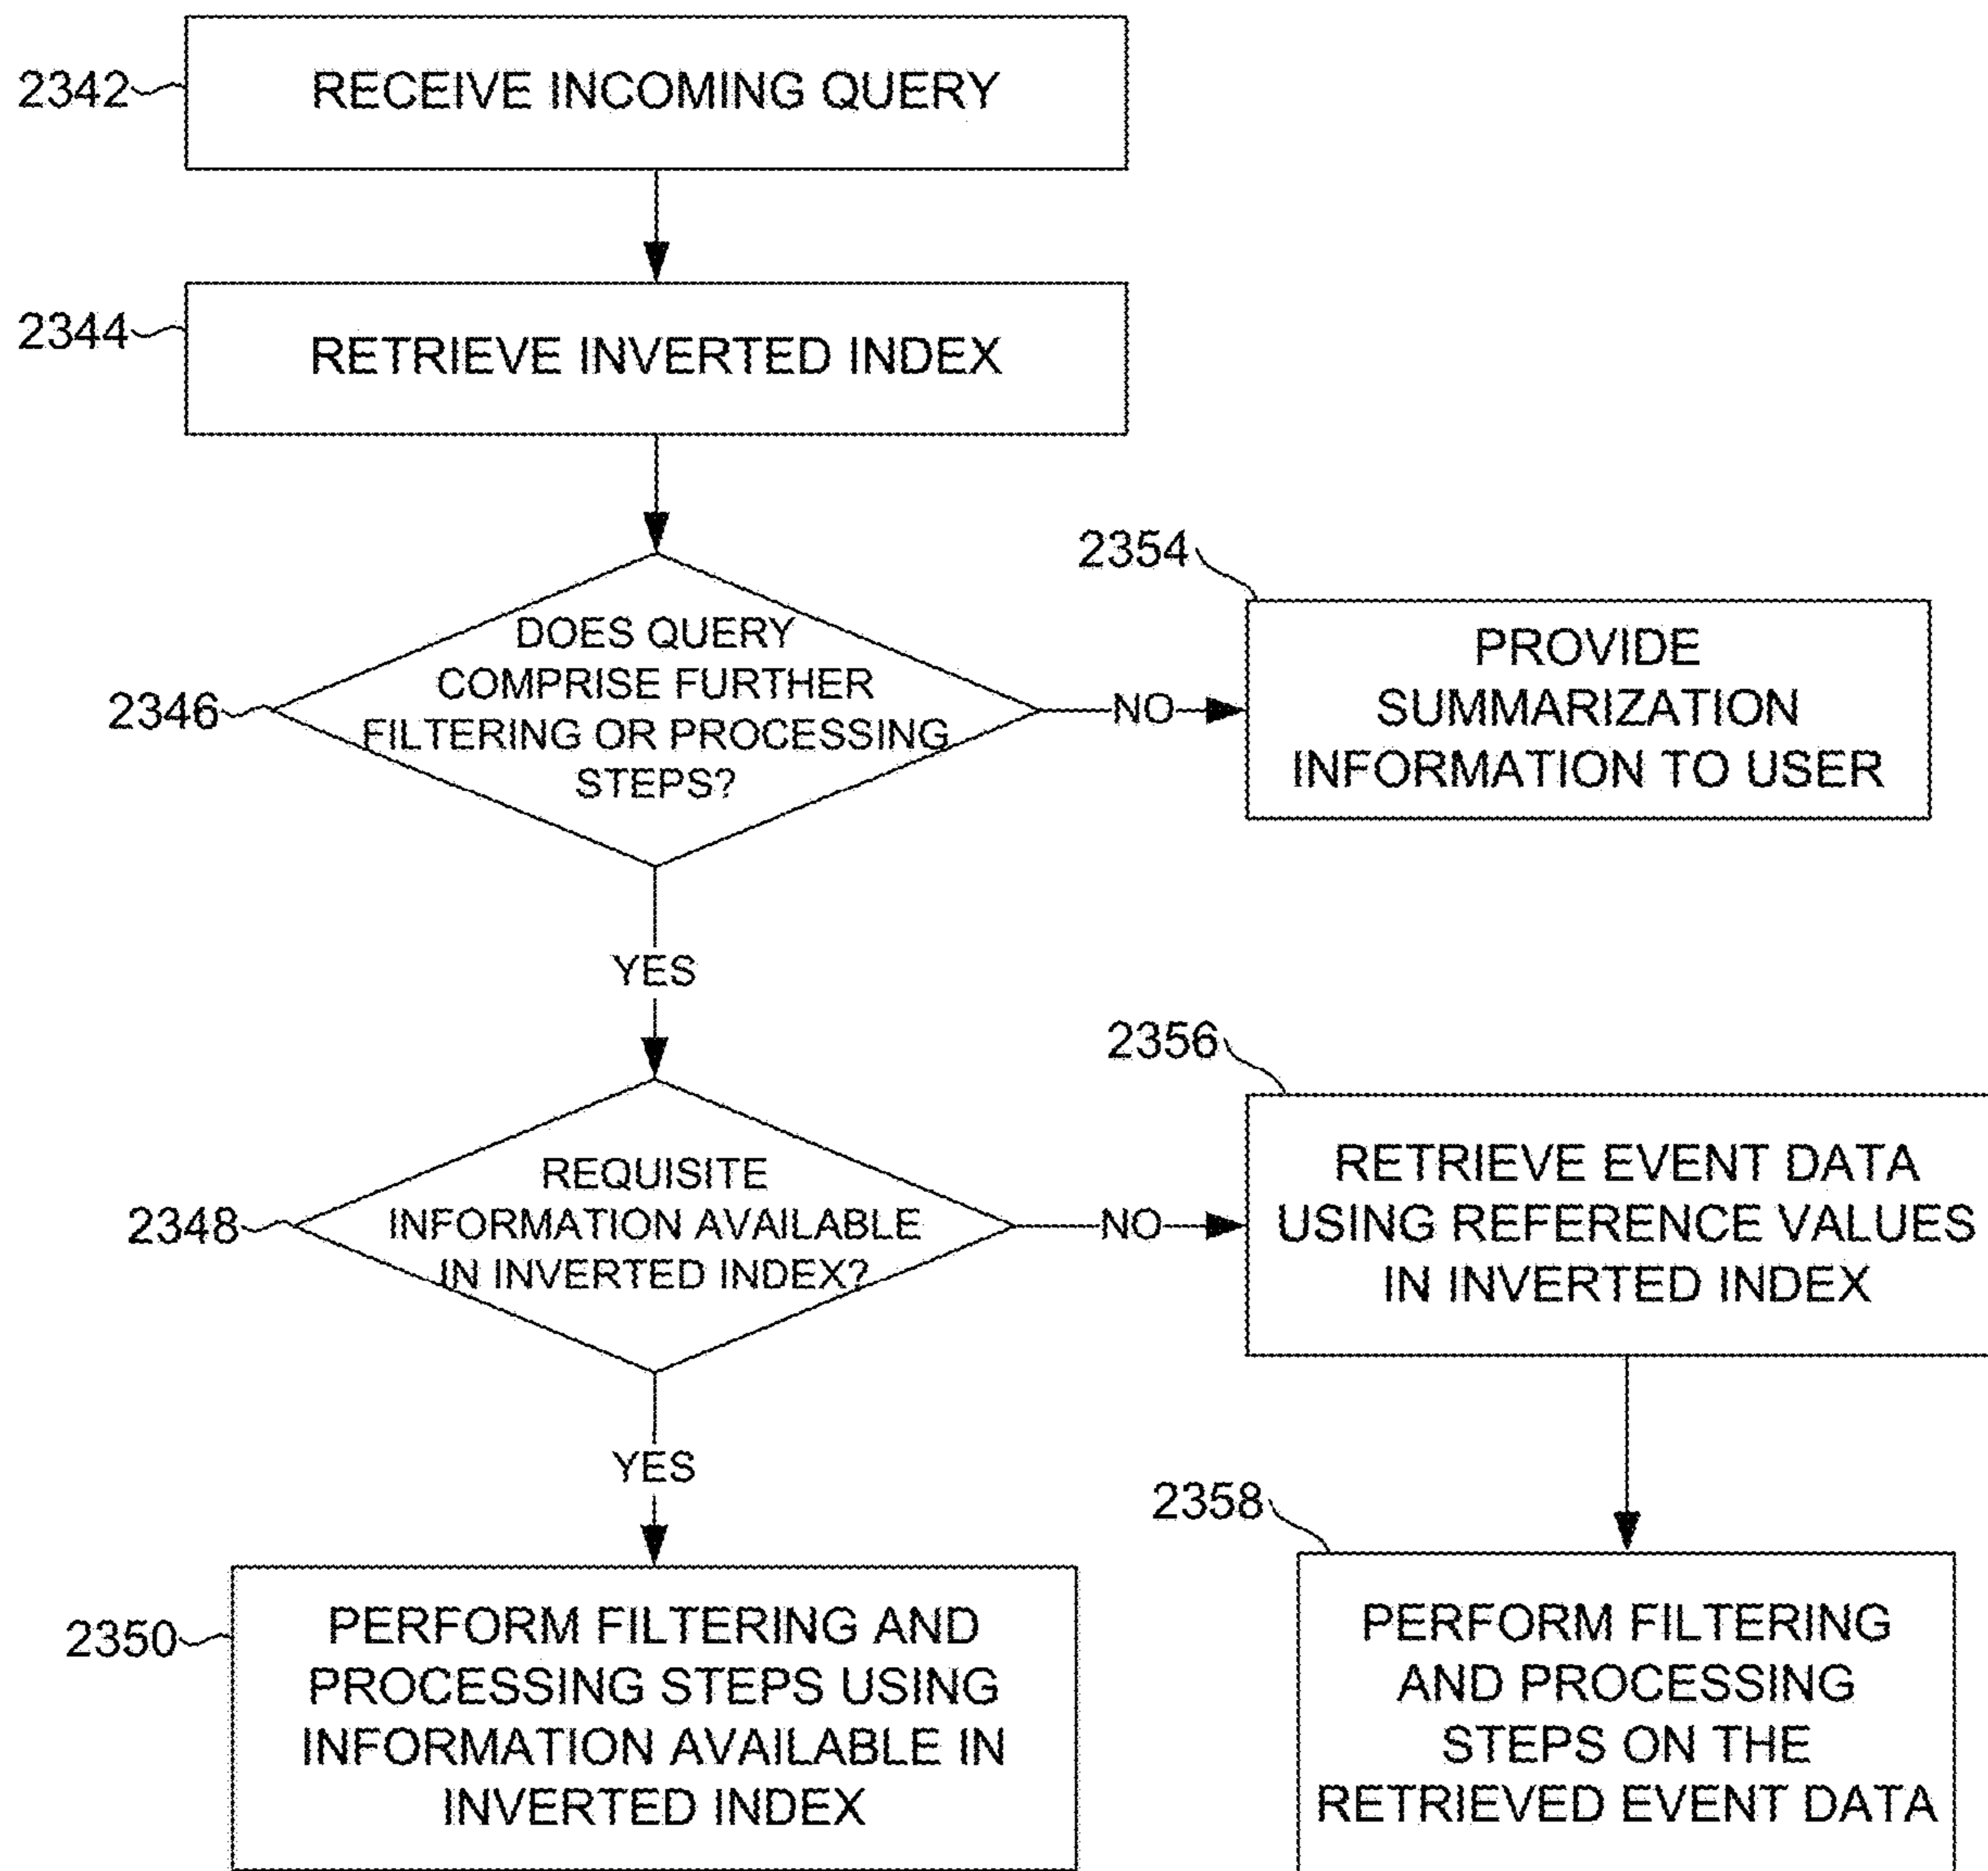 2342
RECEIVE INCOMING QUERY
2344
RETRIEVE INVERTED INDEX
2346
DOES QUERY
COMPRISE FURTHER
FILTERING OR PROCESSING
STEPS?
NO
2354
PROVIDE
SUMMARIZATION
INFORMATION TO USER
YES
2348
REQUISITE
INFORMATION AVAILABLE
IN INVERTED INDEX?
NO
2356
RETRIEVE EVENT DATA
USING REFERENCE VALUES
IN INVERTED INDEX
YES
2350
PERFORM FILTERING AND
PROCESSING STEPS USING
INFORMATION AVAILABLE IN
INVERTED INDEX
2358
PERFORM FILTERING
AND PROCESSING
STEPS ON THE
RETRIEVED EVENT DATA